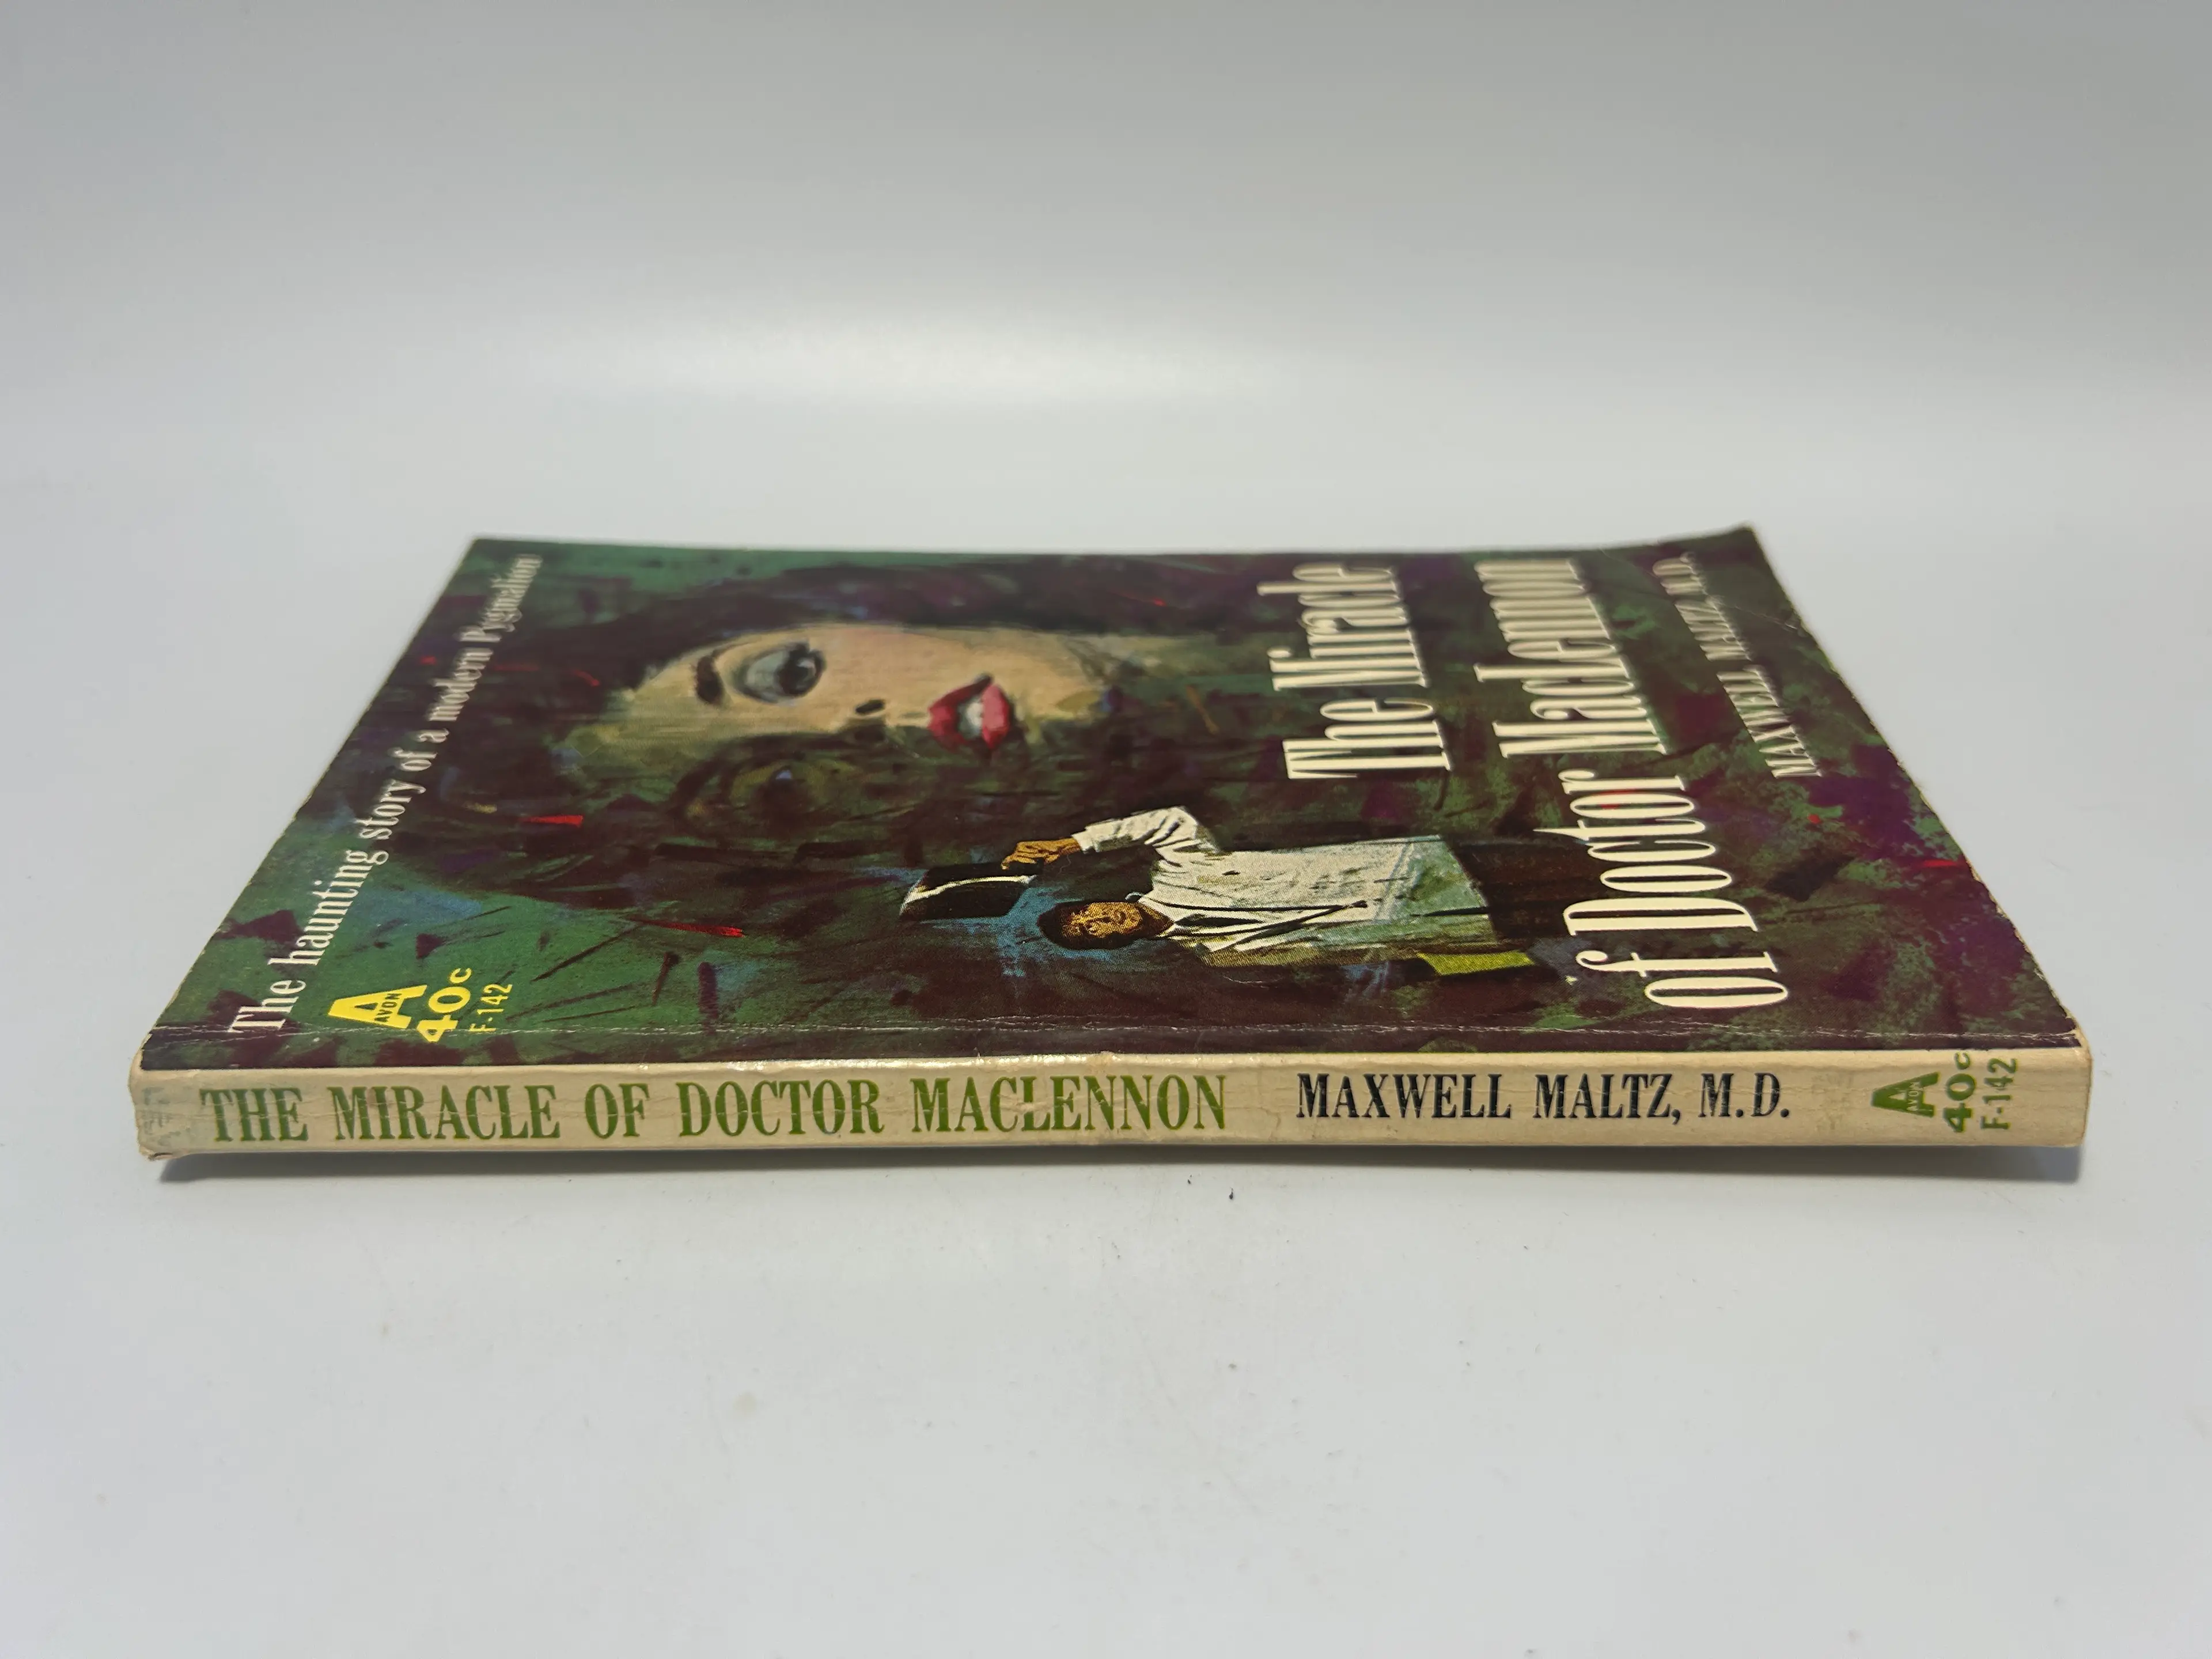 The haunting story of a modern Pygmalion
AVON
40c
F-142
The Miracle
of Doctor Maclennon
MAXWELL MALTZ, M.D.
THE MIRACLE OF DOCTOR MACLENNON MAXWELL MALTZ, M.D.
AVON
40c
F-142